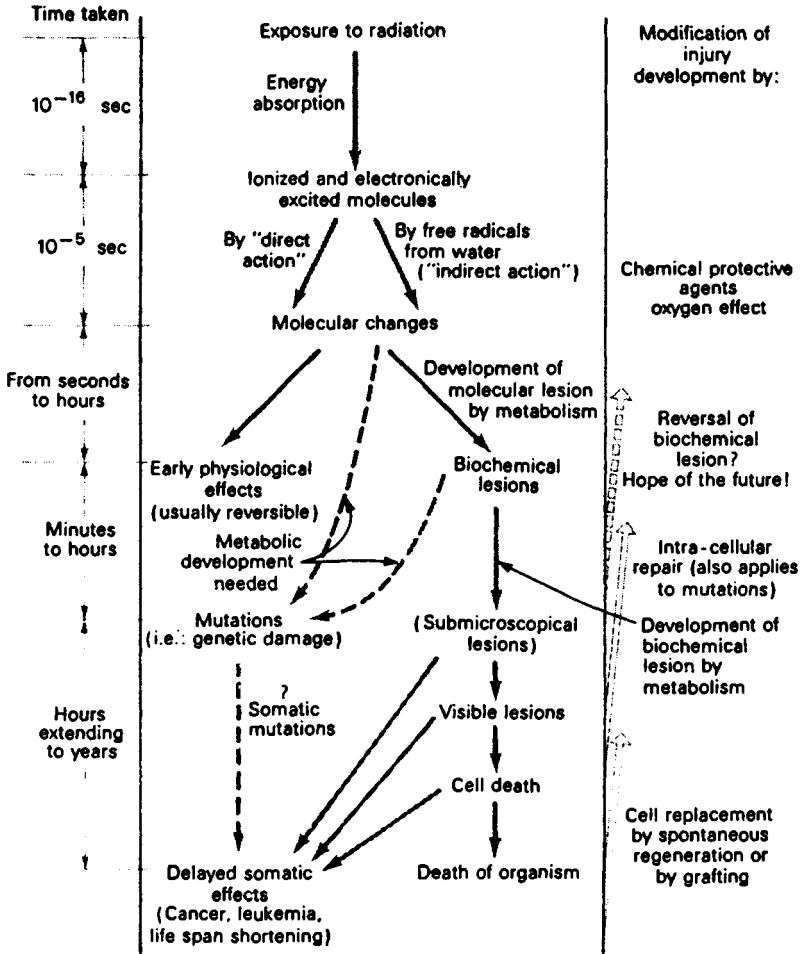 Time taken
Exposure to radiation
Modification of
injury
development by:
Energy
absorption
10⁻¹⁶ sec
Ionized and electronically
excited molecules
By "direct
action"
By free radicals
from water
("indirect action")
10⁻⁵ sec
Chemical protective
agents
oxygen effect
Molecular changes
From seconds
to hours
Development of
molecular lesion
by metabolism
Reversal of
biochemical
lesion?
Hope of the future!
Early physiological
effects
(usually reversible)
Biochemical
lesions
Minutes
to hours
Metabolic
development
needed
Intra-cellular
repair (also applies
to mutations)
Mutations
(i.e.: genetic damage)
(Submicroscopical
lesions)
Development of
biochemical
lesion by
metabolism
?
Somatic
mutations
Visible lesions
Hours
extending
to years
Cell death
Cell replacement
by spontaneous
regeneration or
by grafting
Delayed somatic
effects
(Cancer, leukemia,
life span shortening)
Death of organism